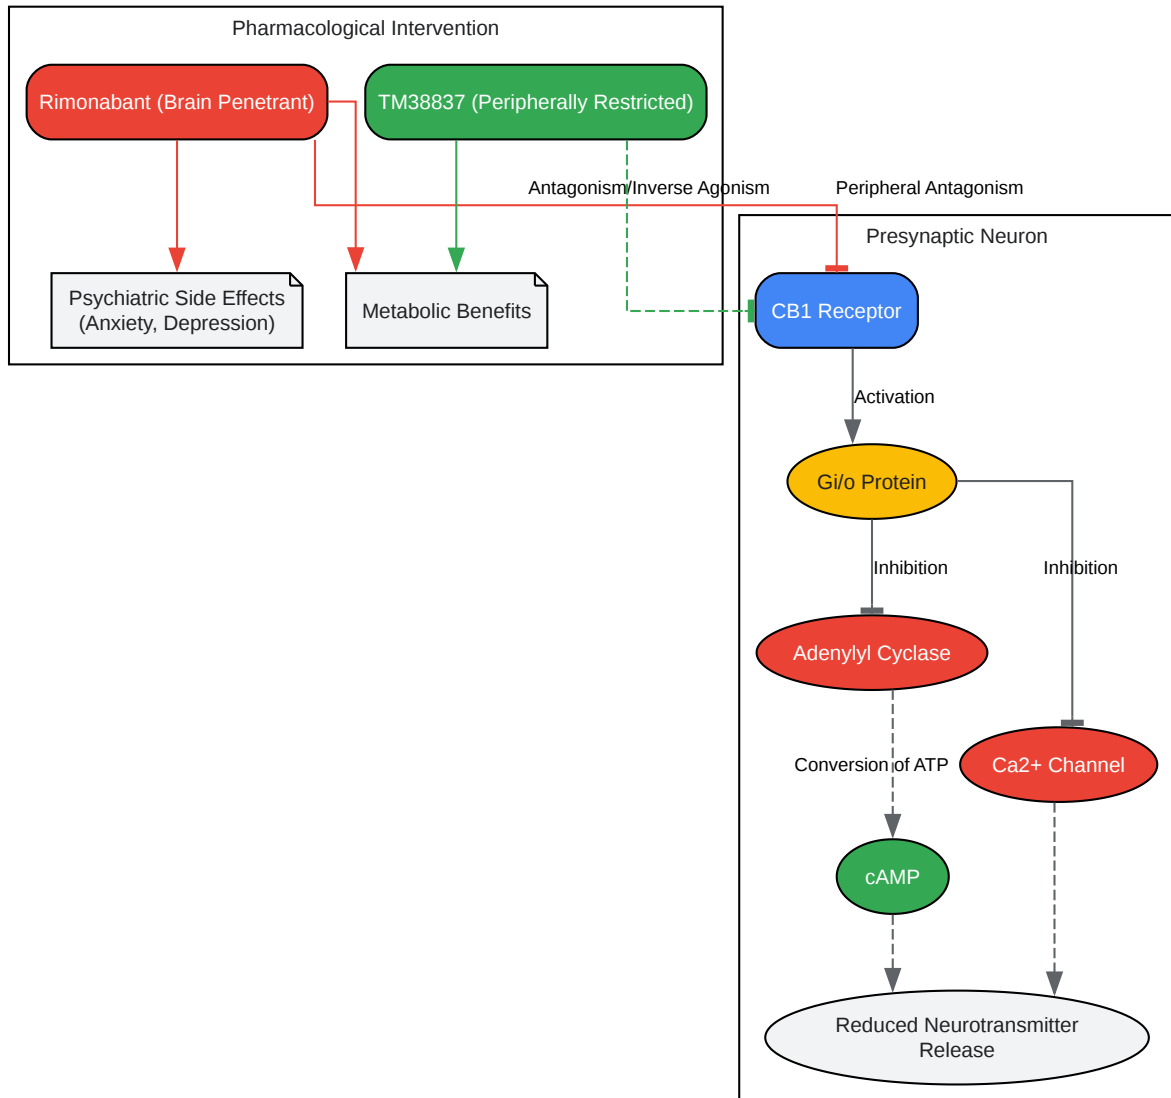 Pharmacological Intervention
Rimonabant (Brain Penetrant)
TM38837 (Peripherally Restricted)
Antagonism/Inverse Agonism
Peripheral Antagonism
Presynaptic Neuron
Psychiatric Side Effects
(Anxiety, Depression)
Metabolic Benefits
CB1 Receptor
Activation
Gi/o Protein
Inhibition
Inhibition
Adenylyl Cyclase
Conversion of ATP
Ca2+ Channel
cAMP
Reduced Neurotransmitter
Release